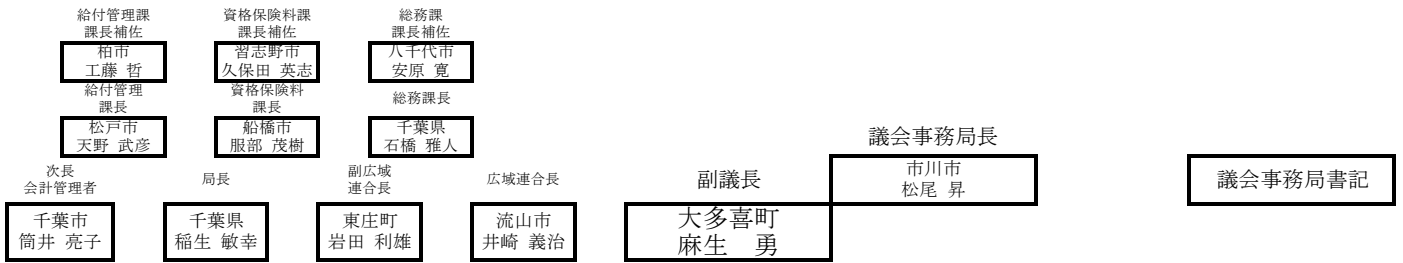 給付管理課
課長補佐
資格保険料課
課長補佐
総務課
課長補佐
柏市
工藤 哲
習志野市
久保田 英志
八千代市
安原 寛
給付管理
課長
資格保険料
課長
総務課長
松戸市
天野 武彦
船橋市
服部 茂樹
千葉県
石橋 雅人
議会事務局長
市川市
松尾 昇
議会事務局書記
次長
会計管理者
局長
副広域
連合長
広域連合長
副議長
千葉市
筒井 亮子
千葉県
稲生 敏幸
東庄町
岩田 利雄
流山市
井崎 義治
大多喜町
麻生 勇